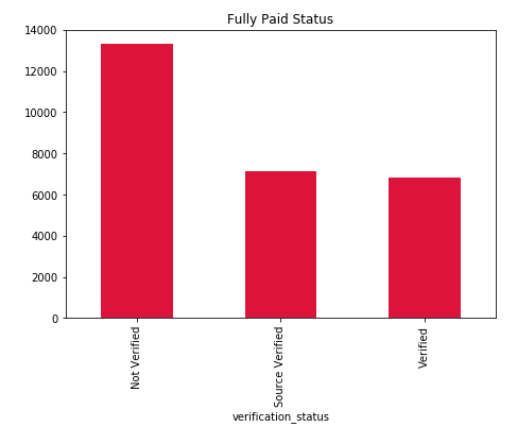 Fully Paid Status
14000
12000
10000
8000
6000
4000
2000
0
Not Verified
Source Verified
Verified
verification_status